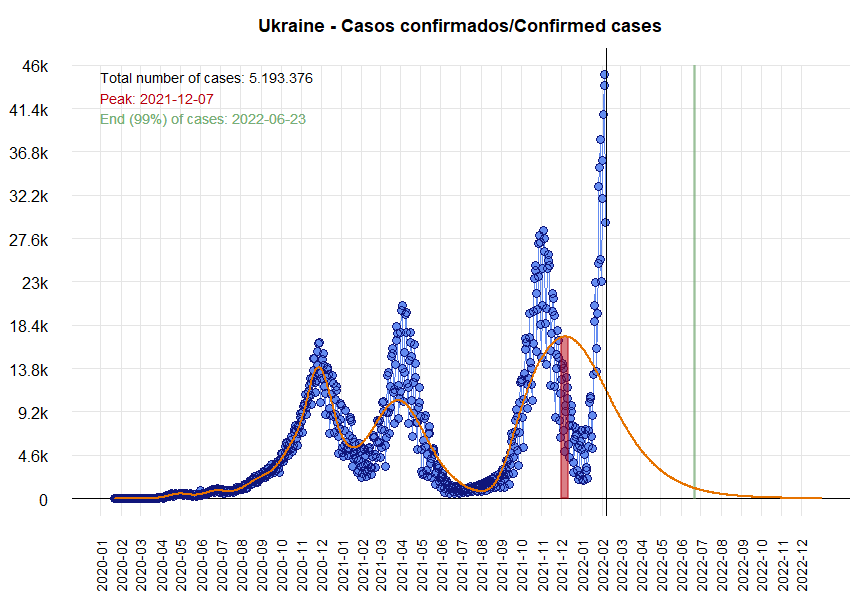 Ukraine - Casos confirmados/Confirmed cases
46k
41.4k
36.8k
32.2k
27.6k
23k
18.4k
13.8k
9.2k
4.6k
0
Total number of cases: 5.193.376
Peak: 2021-12-07
End (99%) of cases: 2022-06-23
2020-01
2020-02
2020-03
2020-04
2020-05
2020-06
2020-07
2020-08
2020-09
2020-10
2020-11
2020-12
2021-01
2021-02
2021-03
2021-04
2021-05
2021-06
2021-07
2021-08
2021-09
2021-10
2021-11
2021-12
2022-01
2022-02
2022-03
2022-04
2022-05
2022-06
2022-07
2022-08
2022-09
2022-10
2022-11
2022-12